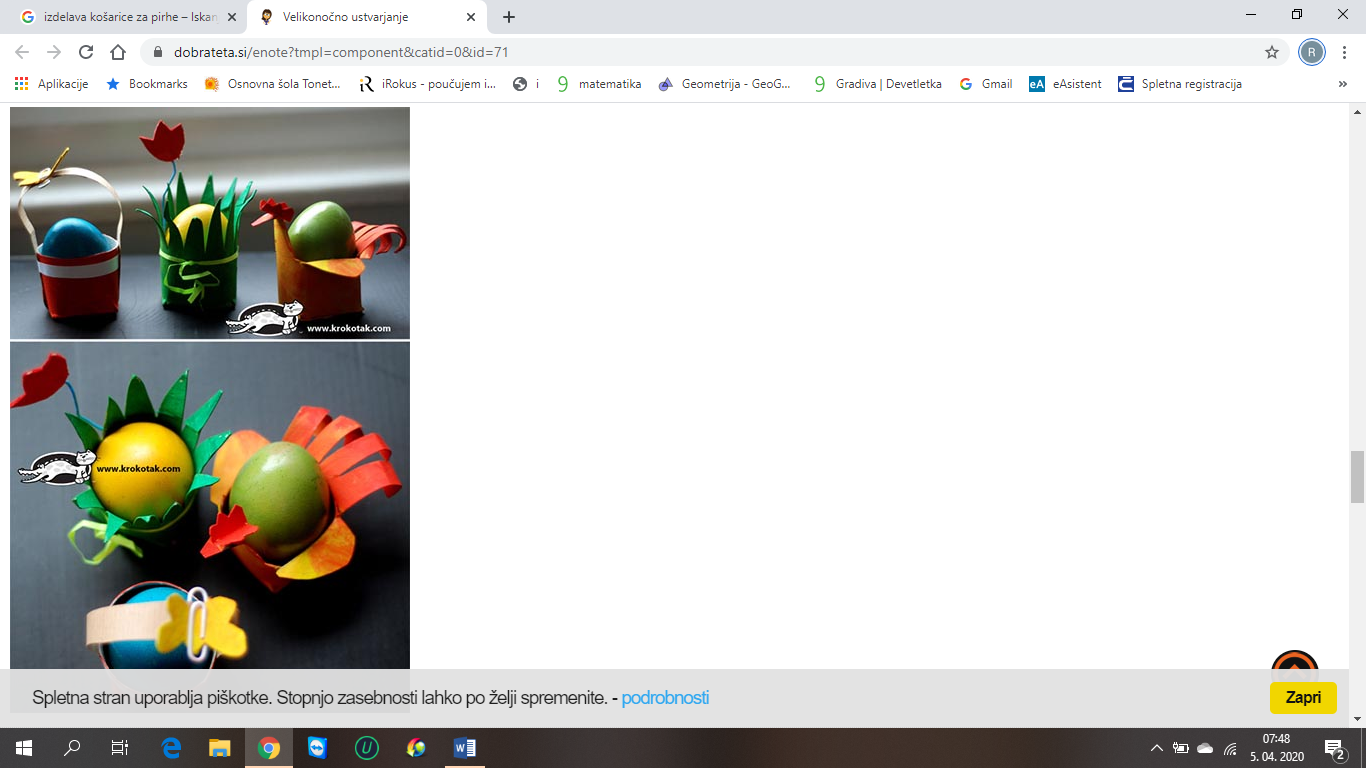 izdelava košarice za pirhe – Iskan
Velikonočno ustvarjanje
dobrateta.si/enote?tmpl=component&catid=0&id=71
R
Aplikacije
Bookmarks
Osnovna šola Tonet...
iRokus - poučujem i...
i
matematika
Geometrija - GeoG...
Gradiva | Devetletka
Gmail
eA
eAsistent
Spletna registracija
»
www.krokotak.com
www.krokotak.com
Spletna stran uporablja piškotke. Stopnjo zasebnosti lahko po želji spremenite. - podrobnosti
Zapri
07:48
5. 04. 2020
2